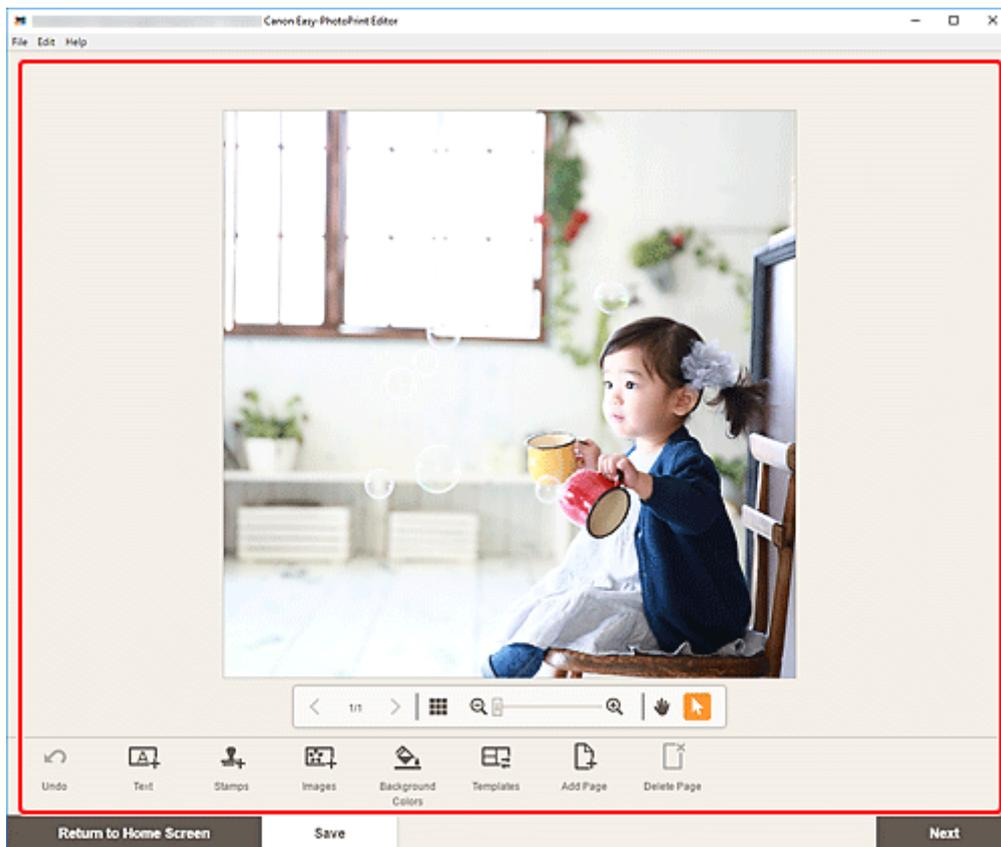 Canon Easy-PhotoPrint Editor
File Edit Help
1/1
Undo
Text
Stamps
Images
Background
Colors
Templates
Add Page
Delete Page
Return to Home Screen
Save
Next